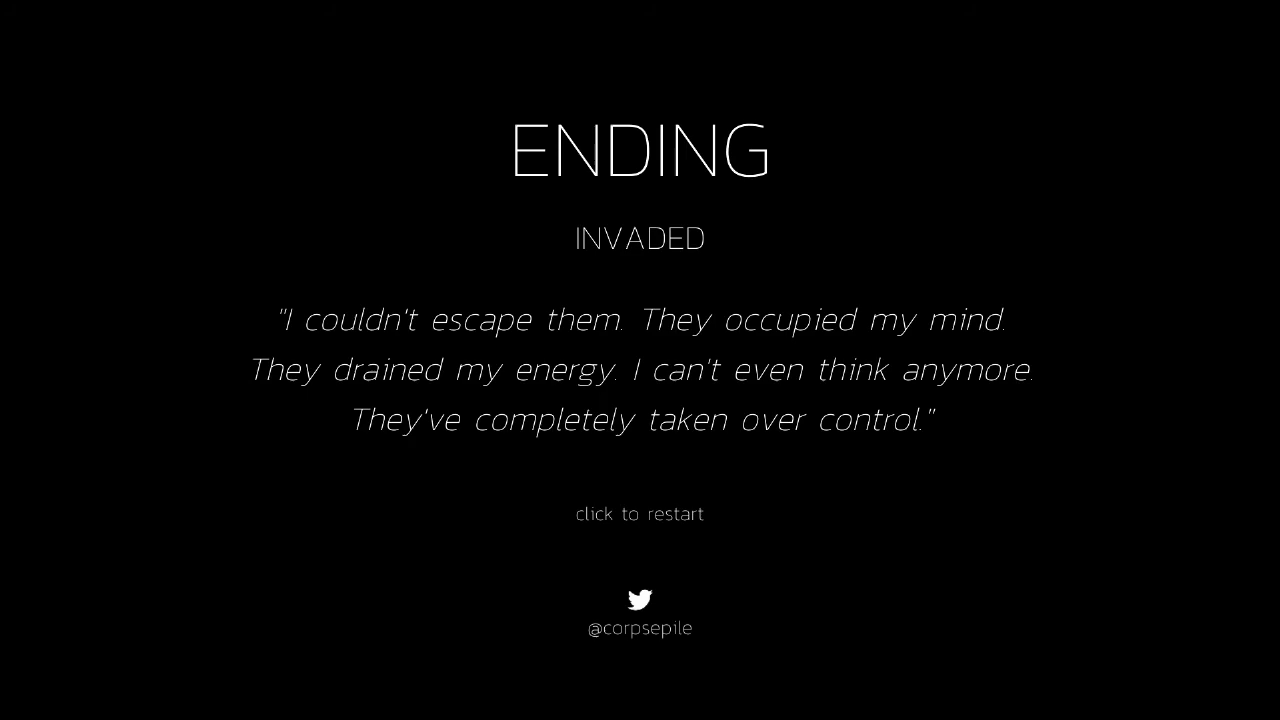 ENDING
INVADED
"I couldn't escape them. They occupied my mind.
They drained my energy. I can't even think anymore.
They've completely taken over control."
click to restart
@corpsepile